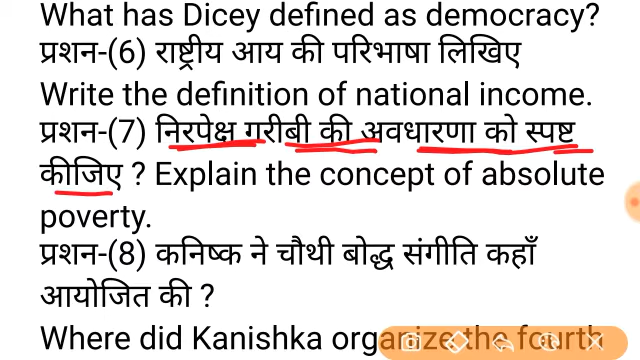 What has Dicey defined as democracy?
प्रशन-(6) राष्ट्रीय आय की परिभाषा लिखिए
Write the definition of national income.
प्रशन-(7) निरपेक्ष गरीबी की अवधारणा को स्पष्ट
कीजिए ? Explain the concept of absolute
poverty.
प्रशन-(8) कनिष्क ने चौथी बोद्ध संगीति कहाँ
आयोजित की ?
Where did Kanishka organize the fourth